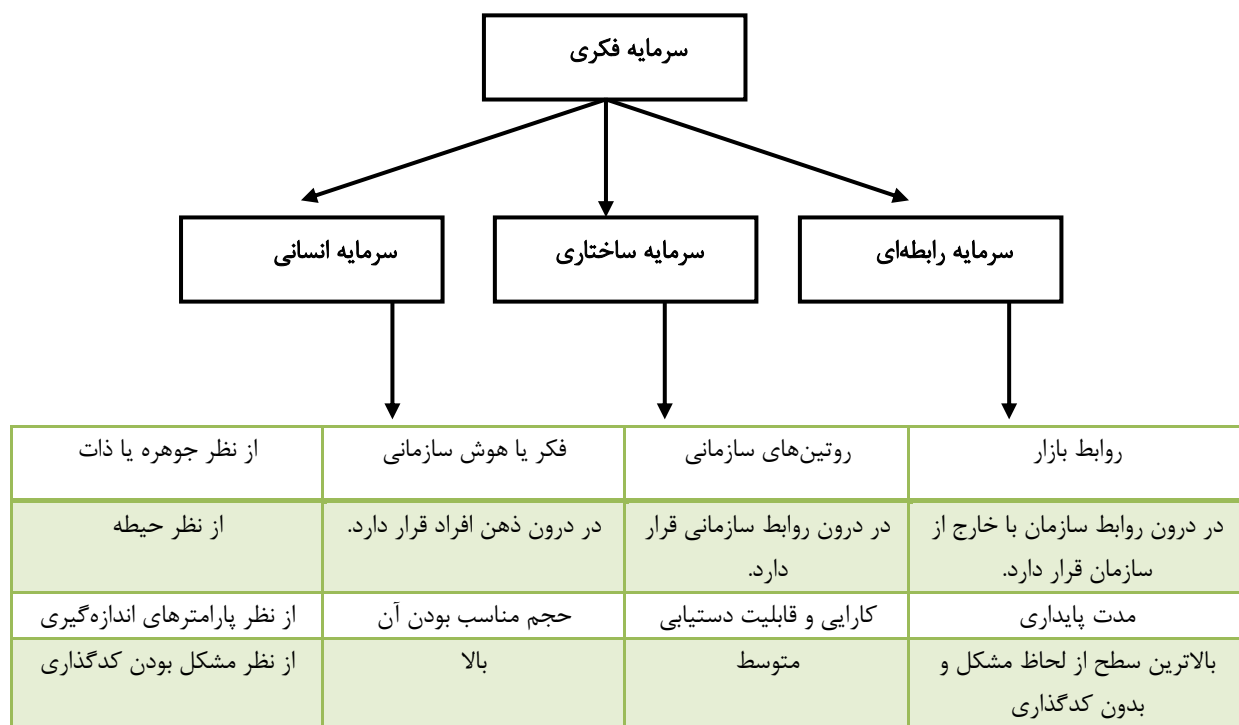 سرمایه فکری
سرمایه رابطه‌ای
سرمایه ساختاری
سرمایه انسانی
روابط بازار
روتین‌های سازمانی
فکر یا هوش سازمانی
از نظر جوهره یا ذات
در درون روابط سازمان با خارج از
سازمان قرار دارد.
در درون روابط سازمانی قرار
دارد.
در درون ذهن افراد قرار دارد.
از نظر حیطه
مدت پایداری
کارایی و قابلیت دستیابی
حجم مناسب بودن آن
از نظر پارامترهای اندازه‌گیری
بالاترین سطح از لحاظ مشکل و
بدون کدگذاری
متوسط
بالا
از نظر مشکل بودن کدگذاری